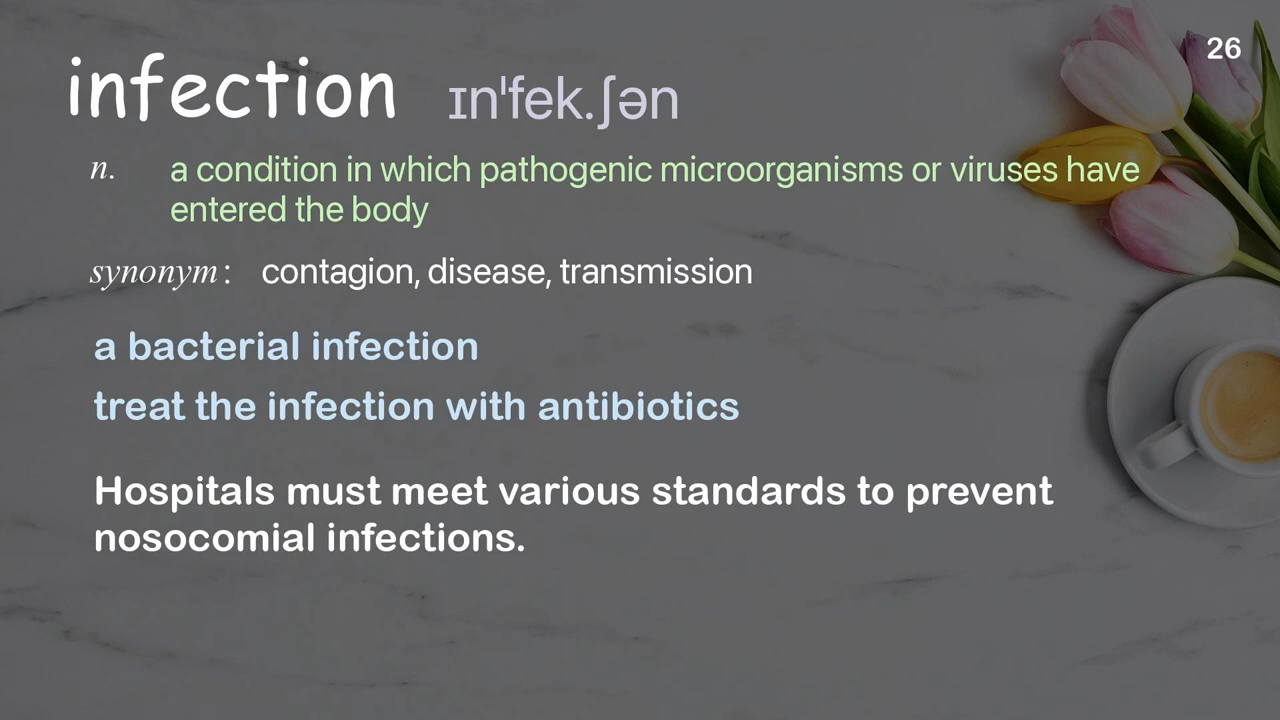 26
infection ɪnˈfek.ʃən
n. a condition in which pathogenic microorganisms or viruses have
entered the body
synonym: contagion, disease, transmission
a bacterial infection
treat the infection with antibiotics
Hospitals must meet various standards to prevent
nosocomial infections.